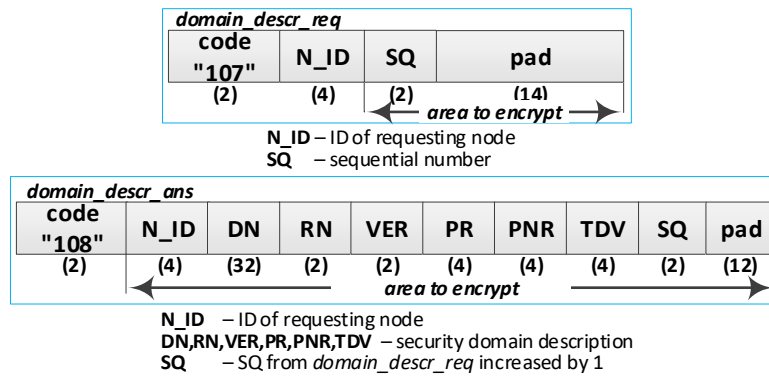 domain_descr_req
code "107" N_ID SQ pad
(2) (4) (2) (14)
area to encrypt
N_ID – ID of requesting node
SQ – sequential number
domain_descr_ans
code "108" N_ID DN RN VER PR PNR TDV SQ pad
(2) (4) (32) (2) (2) (4) (4) (4) (2) (12)
area to encrypt
N_ID – ID of requesting node
DN,RN,VER,PR,PNR,TDV – security domain description
SQ – SQ from domain_descr_req increased by 1